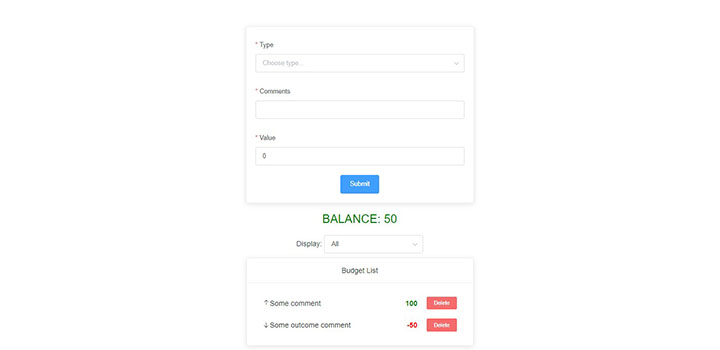 * Type
Choose type...
* Comments
* Value
0
Submit
BALANCE: 50
Display: All
Budget List
↑ Some comment 100 Delete
↓ Some outcome comment -50 Delete